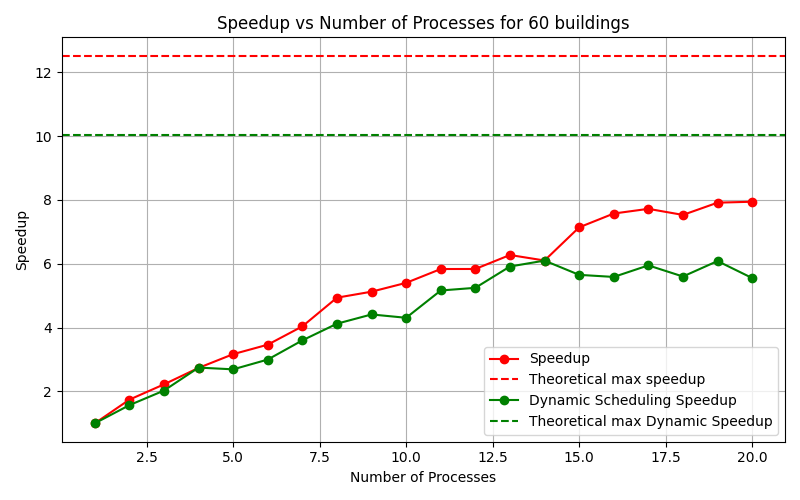 Speedup vs Number of Processes for 60 buildings
Speedup
12
10
8
6
4
2
2.5 5.0 7.5 10.0 12.5 15.0 17.5 20.0
Number of Processes
Speedup
Theoretical max speedup
Dynamic Scheduling Speedup
Theoretical max Dynamic Speedup